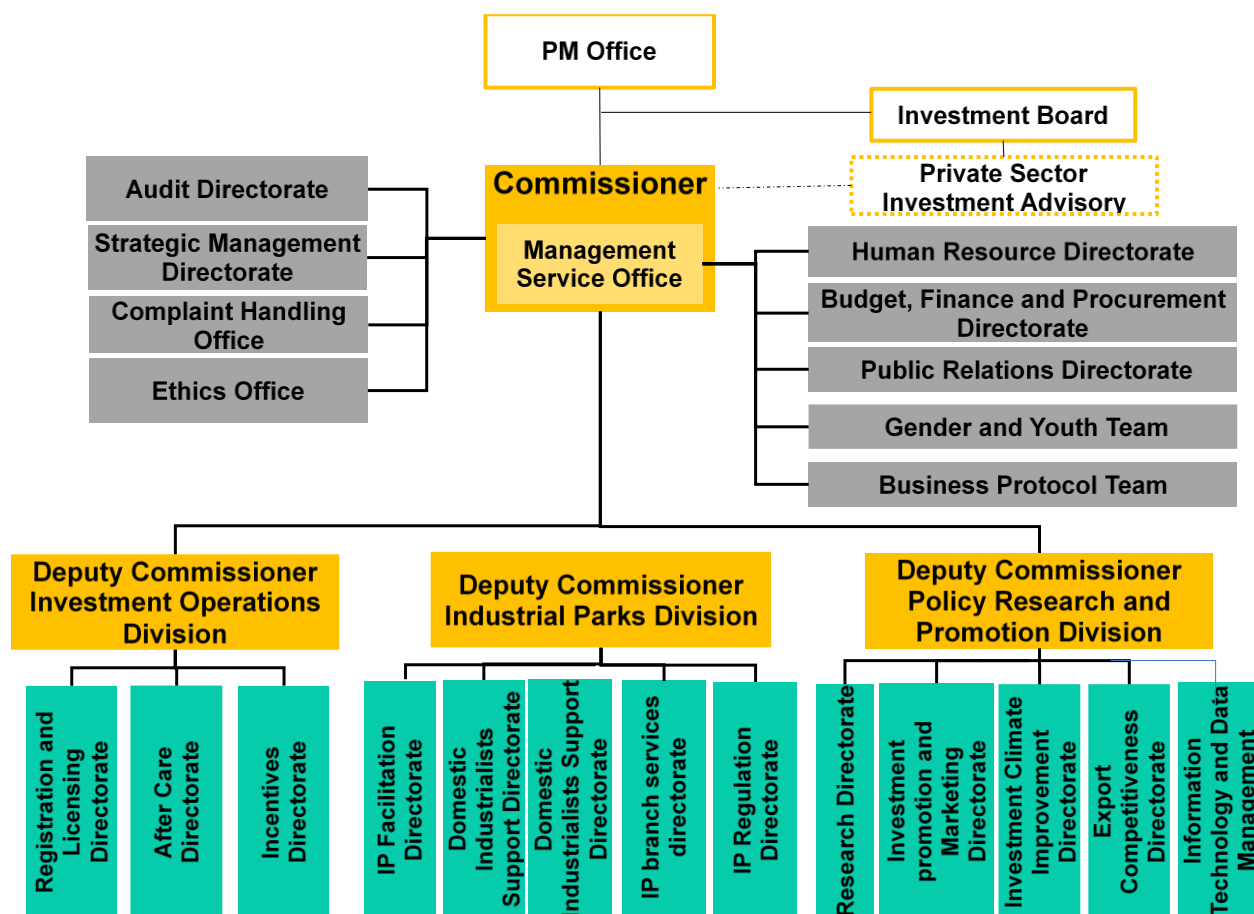 PM Office
Investment Board
Commissioner
Private Sector
Investment Advisory
Management
Service Office
Audit Directorate
Strategic Management
Directorate
Complaint Handling
Office
Ethics Office
Human Resource Directorate
Budget, Finance and Procurement
Directorate
Public Relations Directorate
Gender and Youth Team
Business Protocol Team
Deputy Commissioner
Investment Operations
Division
Deputy Commissioner
Industrial Parks Division
Deputy Commissioner
Policy Research and
Promotion Division
Registration and
Licensing
Directorate
After Care
Directorate
Incentives
Directorate
IP Facilitation
Directorate
Domestic
Industrialists
Support Directorate
Domestic
Industrialists Support
Directorate
IP branch services
directorate
IP Regulation
Directorate
Research Directorate
Investment
promotion and
Marketing
Directorate
Investment Climate
Improvement
Directorate
Export
Competitiveness
Directorate
Information
Technology and Data
Management